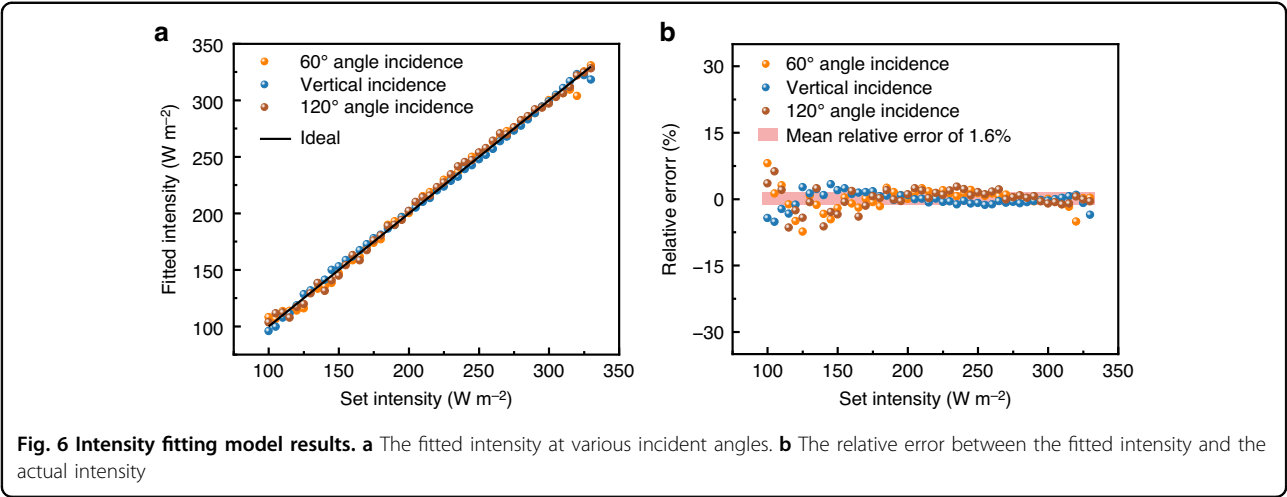 a
350
300
250
200
150
100
Fitted intensity (W m−2)
60° angle incidence
Vertical incidence
120° angle incidence
Ideal
100 150 200 250 300 350
Set intensity (W m−2)
b
30
15
0
−15
−30
Relative errorr (%)
60° angle incidence
Vertical incidence
120° angle incidence
Mean relative error of 1.6%
100 150 200 250 300 350
Set intensity (W m−2)
Fig. 6 Intensity fitting model results. a The fitted intensity at various incident angles. b The relative error between the fitted intensity and the
actual intensity